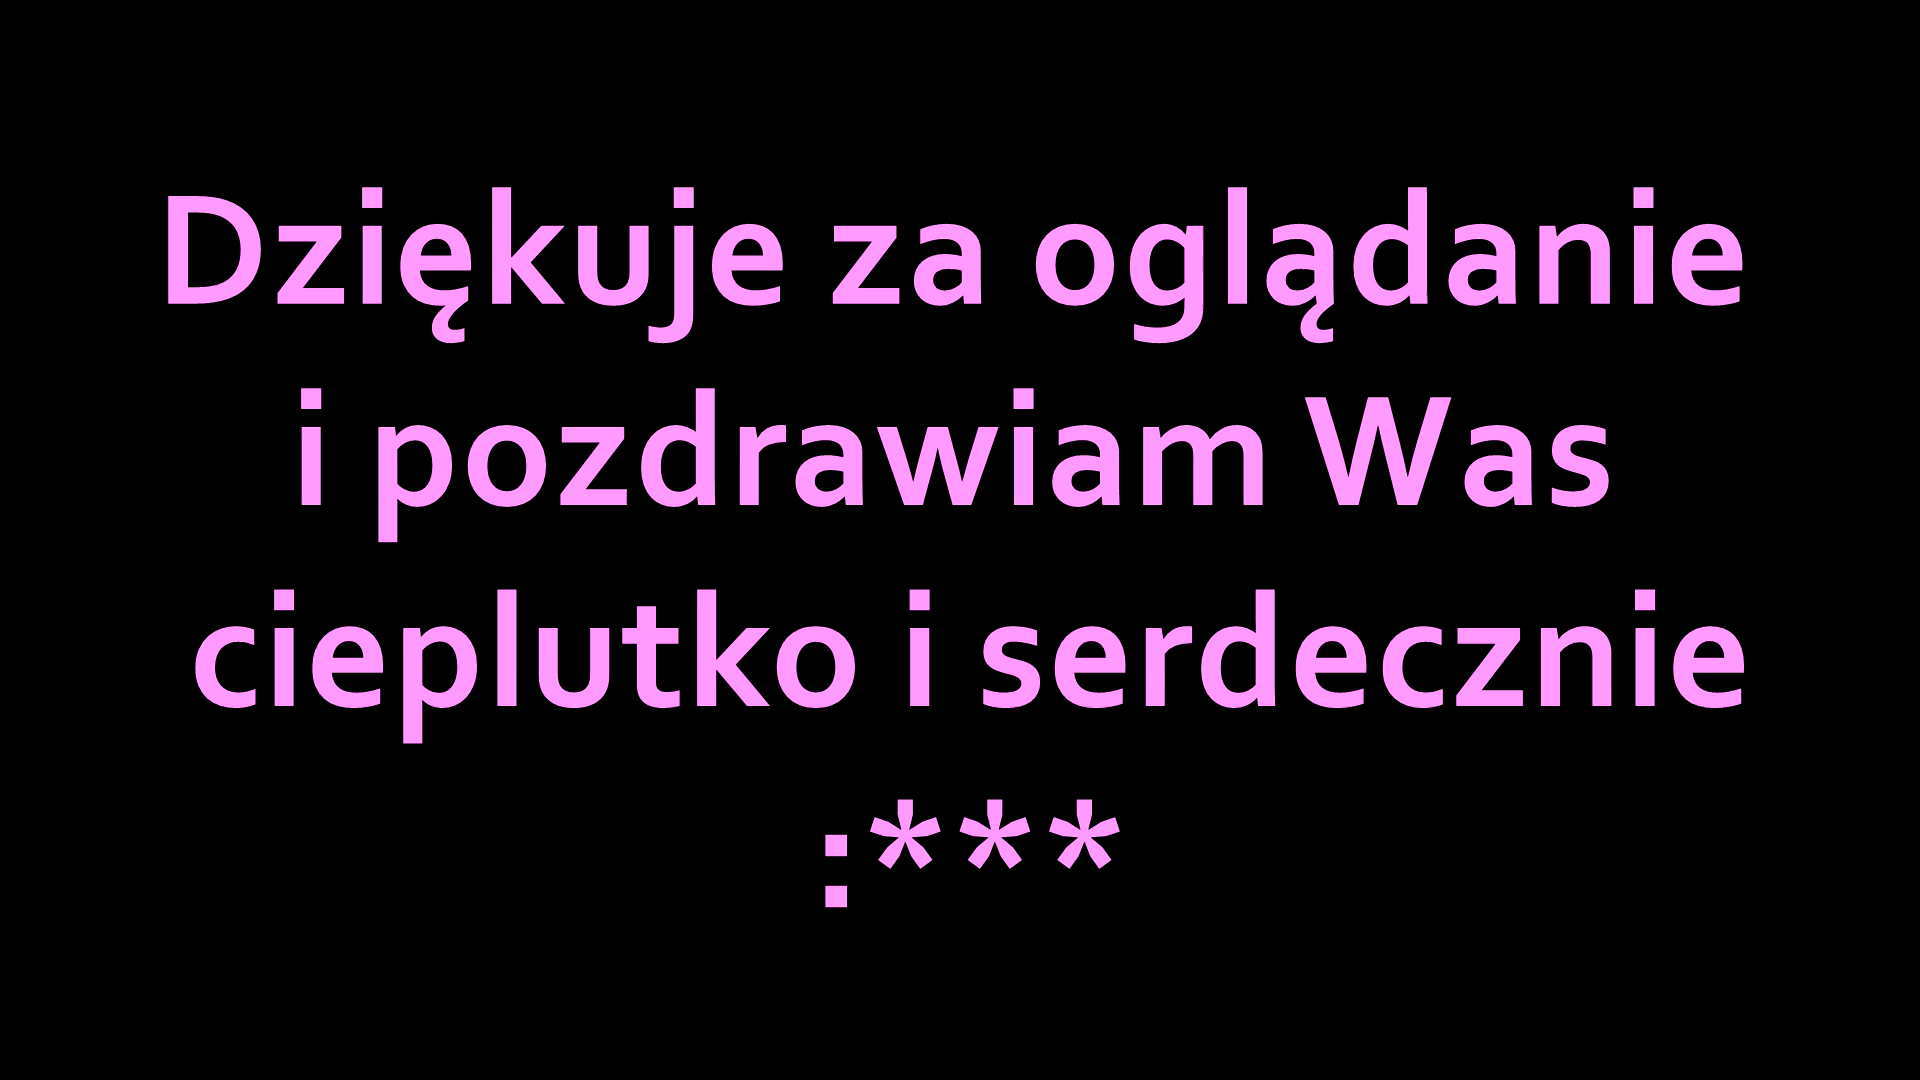 Dziękuje za oglądanie
i pozdrawiam Was
cieplutko i serdecznie
:***